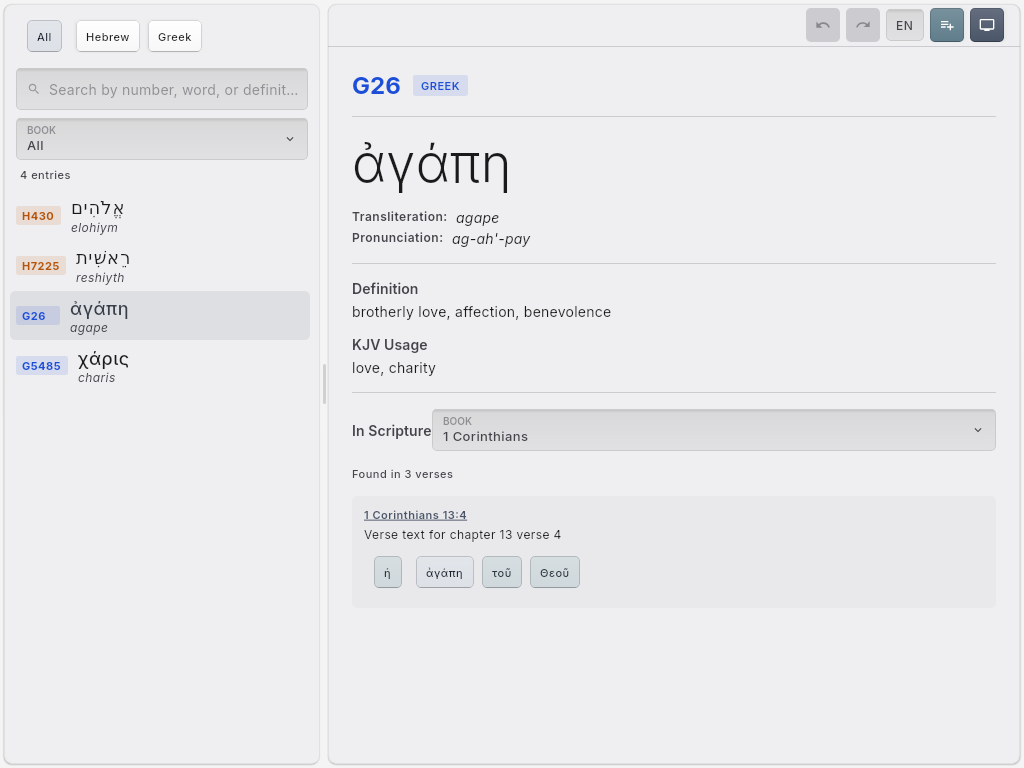 All
Hebrew
Greek
Search by number, word, or definit...
BOOK
All
4 entries
H430
אֱלֹהִים
elohiym
H7225
רֵאשִׁית
reshiyth
G26
ἀγάπη
agape
G5485
χάρις
charis
EN
G26
GREEK
ἀγάπη
Transliteration: agape
Pronunciation: ag-ah'-pay
Definition
brotherly love, affection, benevolence
KJV Usage
love, charity
In Scripture
BOOK
1 Corinthians
Found in 3 verses
1 Corinthians 13:4
Verse text for chapter 13 verse 4
ἡ ἀγάπη τοῦ Θεοῦ